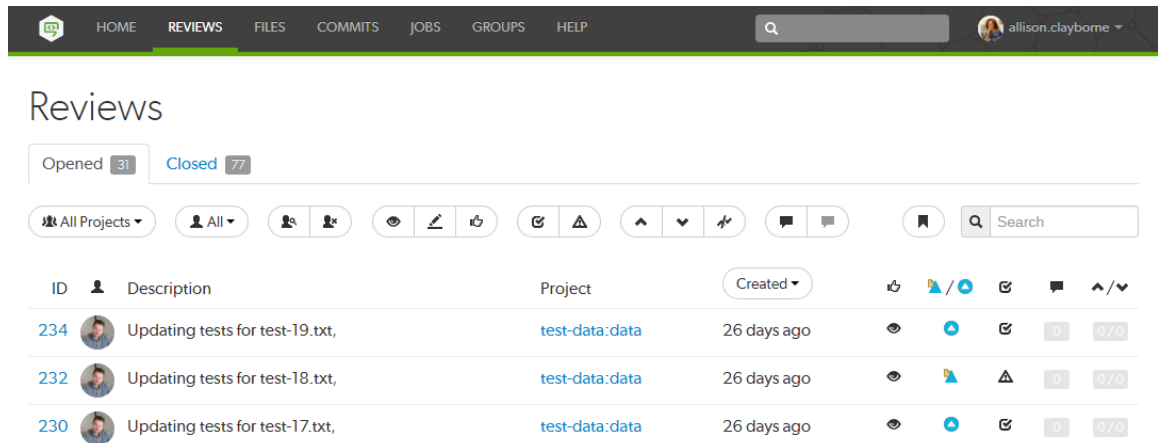 HOME REVIEWS FILES COMMITS JOBS GROUPS HELP allison.clayborne
Reviews
Opened 31 Closed 77
All Projects All Search
ID Description Project Created /
234 Updating tests for test-19.txt, test-data:data 26 days ago 0 0/0
232 Updating tests for test-18.txt, test-data:data 26 days ago 0 0/0
230 Updating tests for test-17.txt, test-data:data 26 days ago 0 0/0